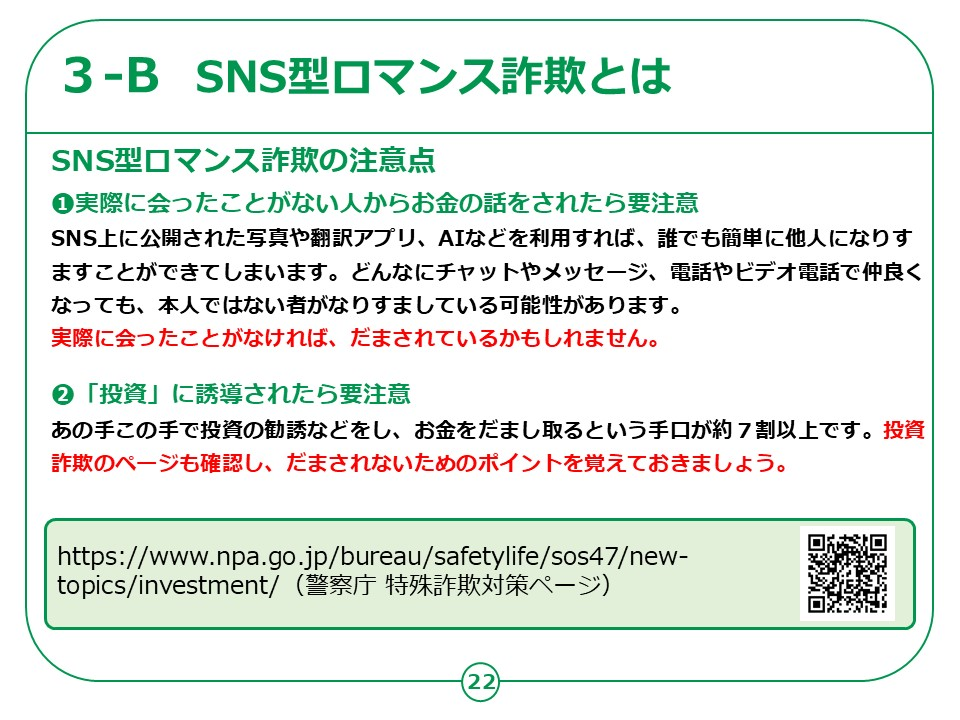 ３-B SNS型ロマンス詐欺とは
SNS型ロマンス詐欺の注意点
❶実際に会ったことがない人からお金の話をされたら要注意
SNS上に公開された写真や翻訳アプリ、AIなどを利用すれば、誰でも簡単に他人になりす
ますことができてしまいます。どんなにチャットやメッセージ、電話やビデオ電話で仲良く
なっても、本人ではない者がなりすましている可能性があります。
実際に会ったことがなければ、だまされているかもしれません。
❷「投資」に誘導されたら要注意
あの手この手で投資の勧誘などをし、お金をだまし取るという手口が約７割以上です。投資
詐欺のページも確認し、だまされないためのポイントを覚えておきましょう。
https://www.npa.go.jp/bureau/safetylife/sos47/new-
topics/investment/（警察庁 特殊詐欺対策ページ）
22